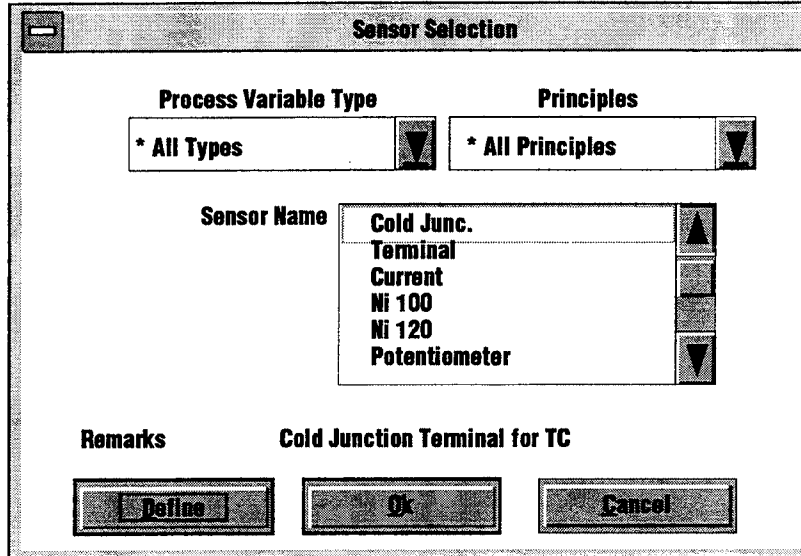 Sensor Selection
Process Variable Type Principles
* All Types * All Principles
Sensor Name Cold Junc.
Terminal
Current
Ni 100
Ni 120
Potentiometer
Remarks Cold Junction Terminal for TC
Define Ok Cancel